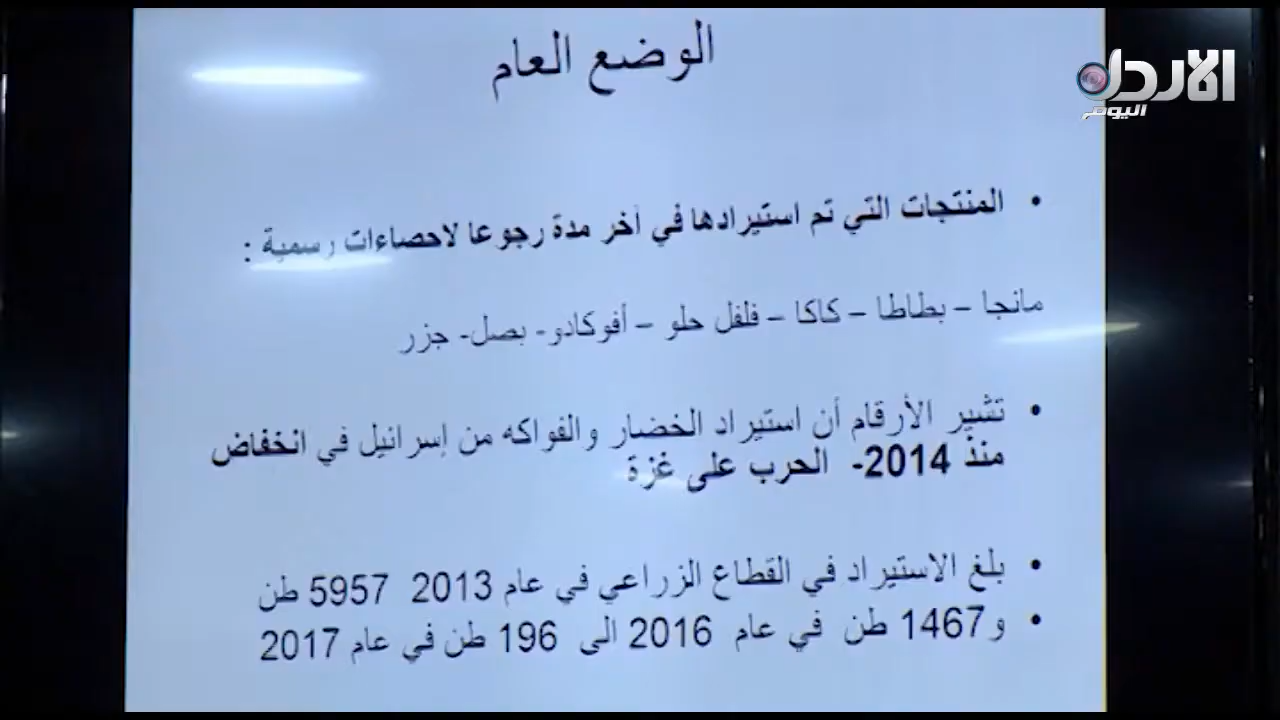 الوضع العام
الاردن
اليوم
• المنتجات التي تم استيرادها في أخر مدة رجوعا لاحصاءات رسمية :
مانجا – بطاطا – كاكا – فلفل حلو – أفوكادو- بصل- جزر
• تشير الأرقام أن استيراد الخضار والفواكه من إسرائيل في انخفاض
منذ 2014- الحرب على غزة
• بلغ الاستيراد في القطاع الزراعي في عام 2013 5957 طن
• و1467 طن في عام 2016 الى 196 طن في عام 2017